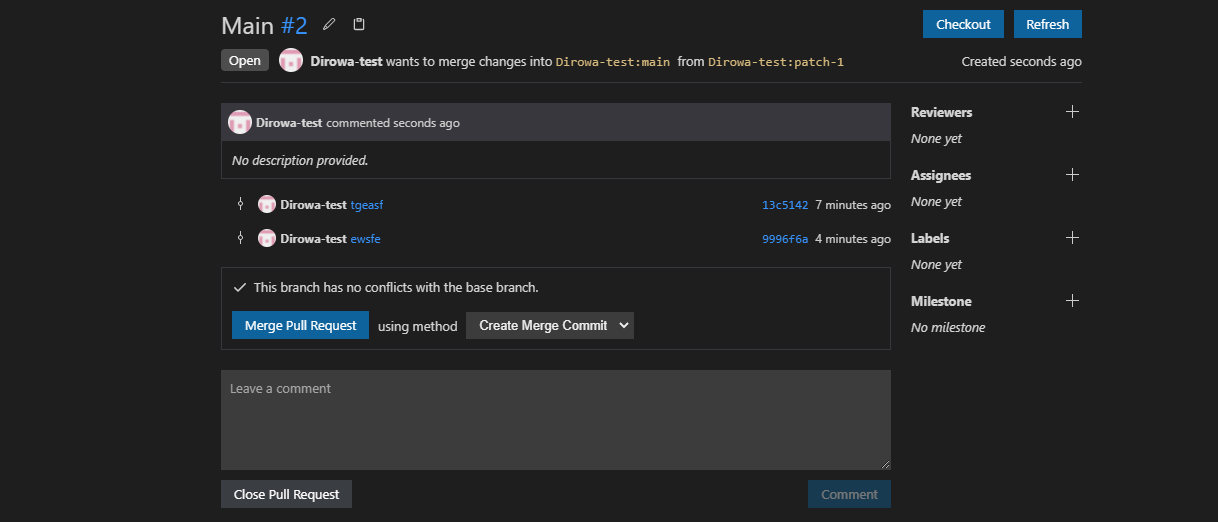 Main #2
Checkout
Refresh
Open
Dirowa-test wants to merge changes into Dirowa-test:main from Dirowa-test:patch-1
Created seconds ago
Dirowa-test commented seconds ago
No description provided.
Dirowa-test tgeasf 13c5142 7 minutes ago
Dirowa-test ewsfe 9996f6a 4 minutes ago
This branch has no conflicts with the base branch.
Merge Pull Request using method Create Merge Commit
Leave a comment
Close Pull Request
Comment
Reviewers
None yet
Assignees
None yet
Labels
None yet
Milestone
No milestone